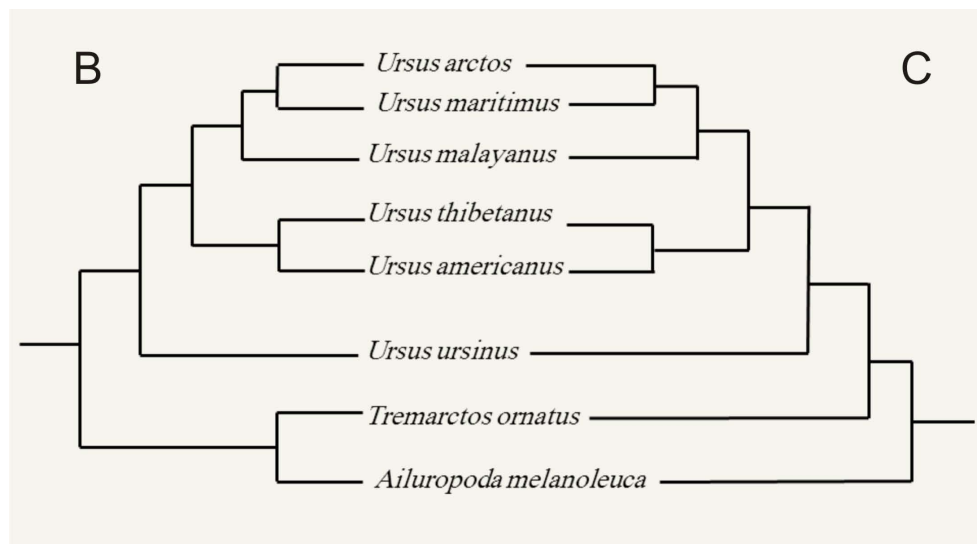 B
C
Ursus arctos
Ursus maritimus
Ursus malayanus
Ursus thibetanus
Ursus americanus
Ursus ursinus
Tremarctos ornatus
Ailuropoda melanoleuca